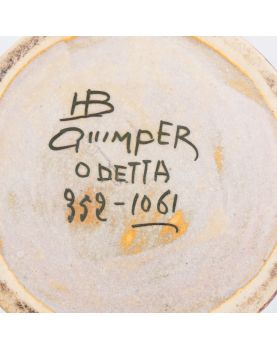 HB
QUIMPER
ODETTA
352-1061